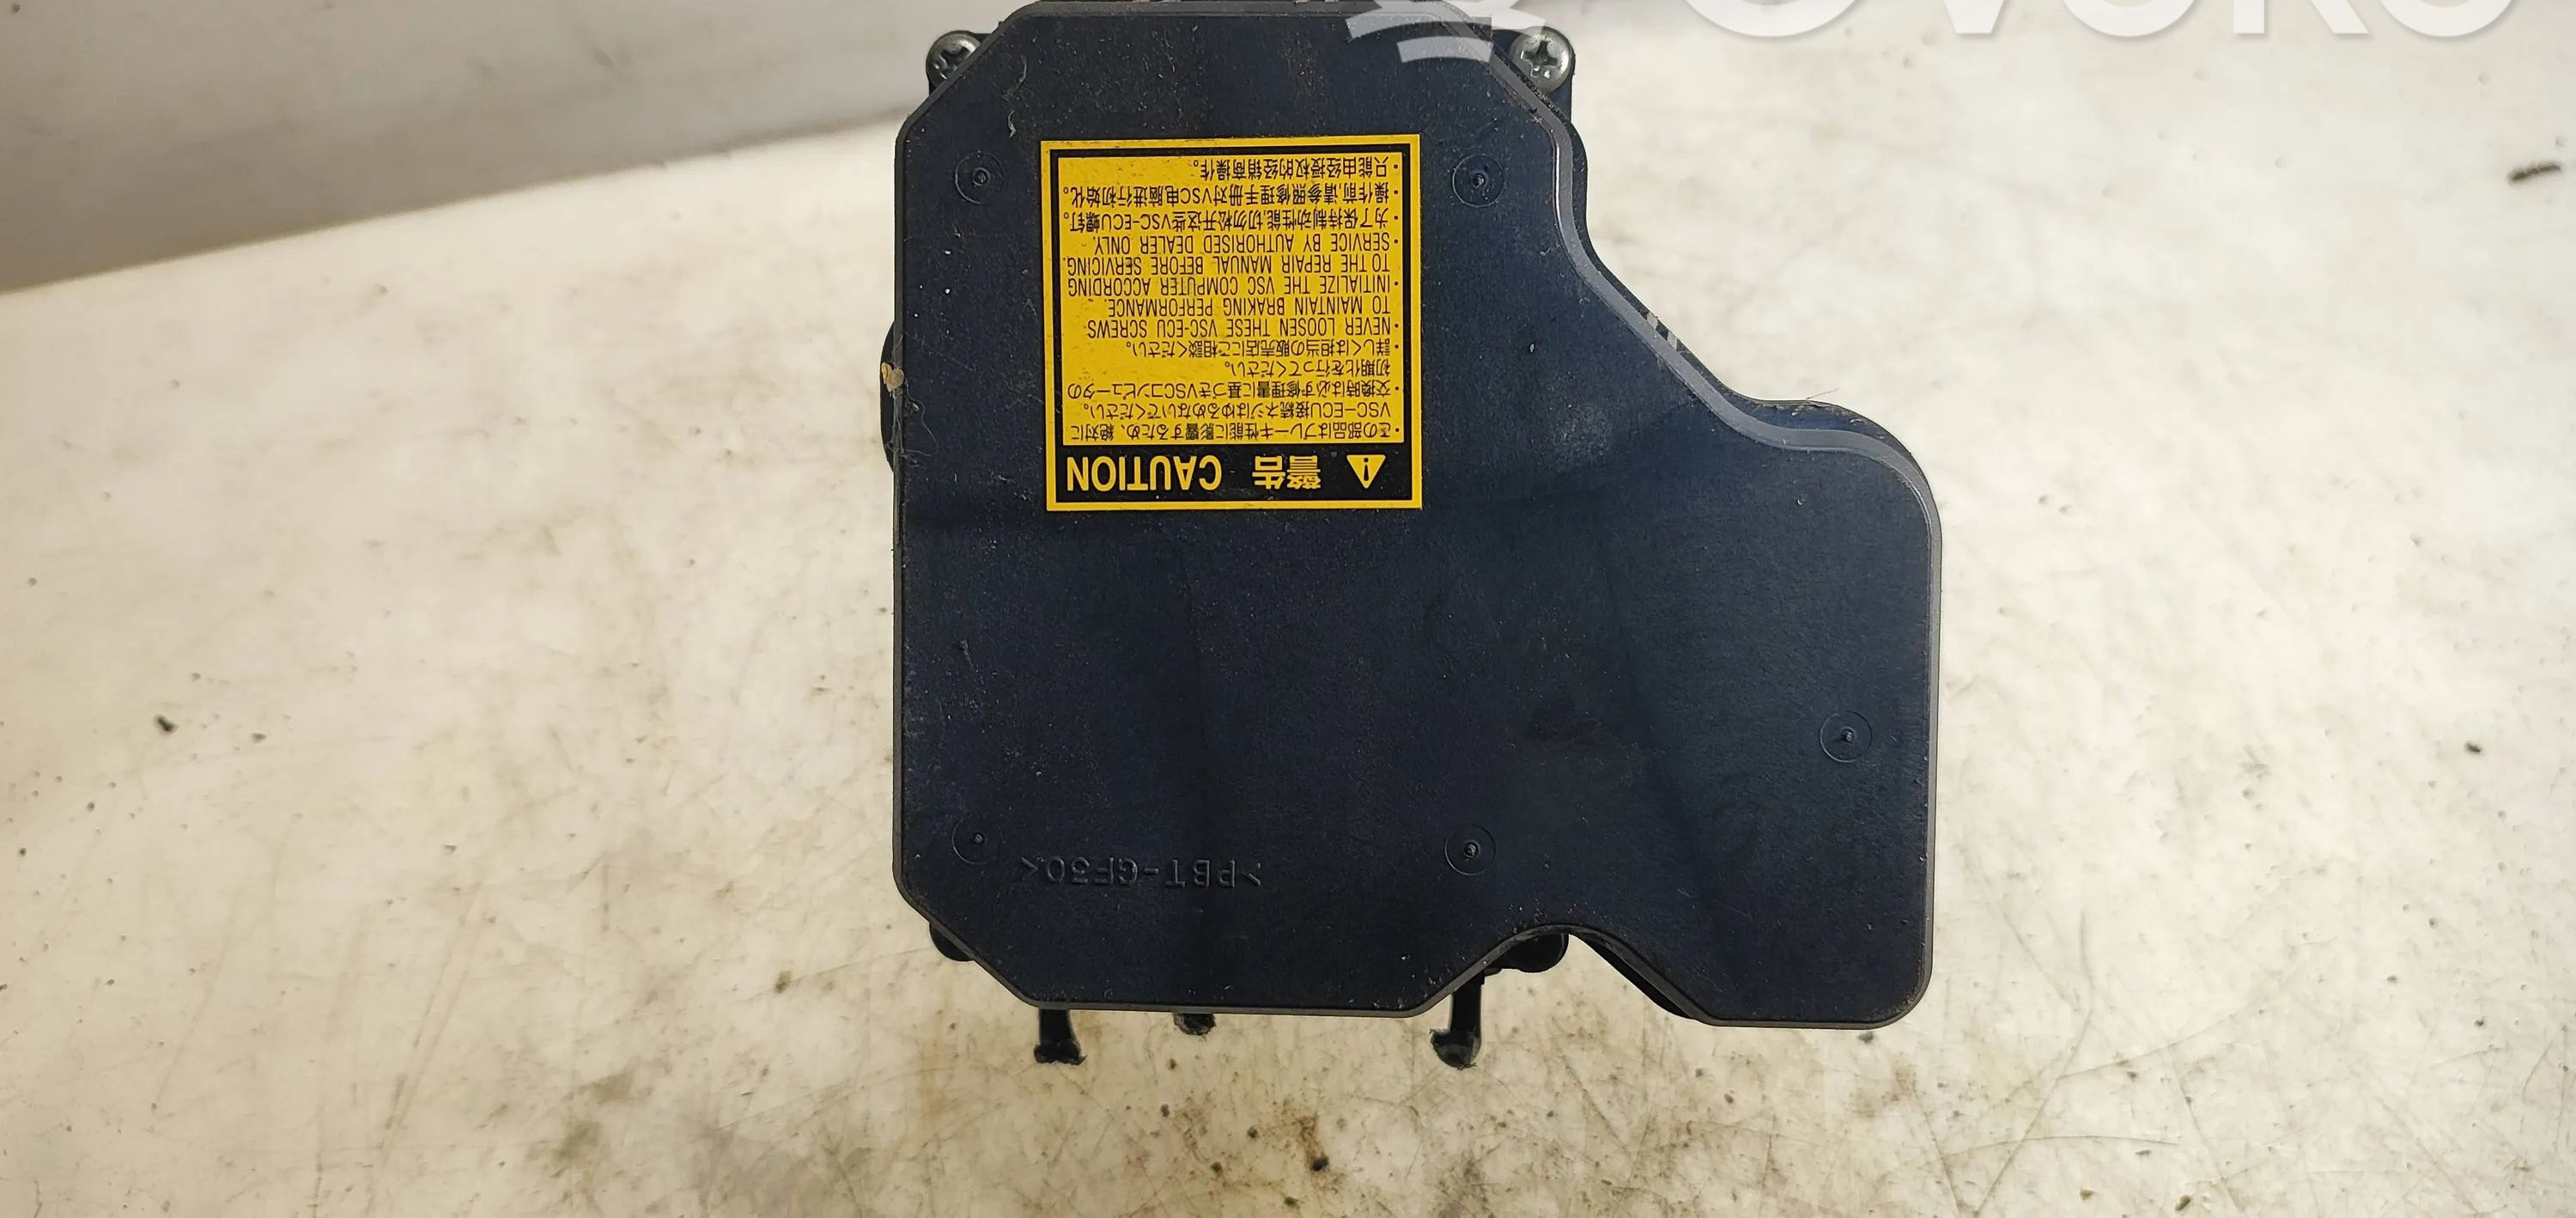 警告 CAUTION
・この部品はブレーキ性能に影響するため、絶対に
VSC-ECU接続ネジはゆるめないでください。
・交換時は必ず修理書に基づきVSCコンピュータの
初期化を行ってください。
・詳しくは担当の販売店にご相談ください。
・NEVER LOOSEN THESE VSC-ECU SCREWS
TO MAINTAIN BRAKING PERFORMANCE.
・INITIALIZE THE VSC COMPUTER ACCORDING
TO THE REPAIR MANUAL BEFORE SERVICING.
・SERVICE BY AUTHORISED DEALER ONLY.
・为了保持制动性能,切勿松开这些VSC-ECU螺钉。
・操作前,请参照修理手册对VSC电脑进行初始化。
・只能由经授权的经销商操作。
>PBT-GF30<